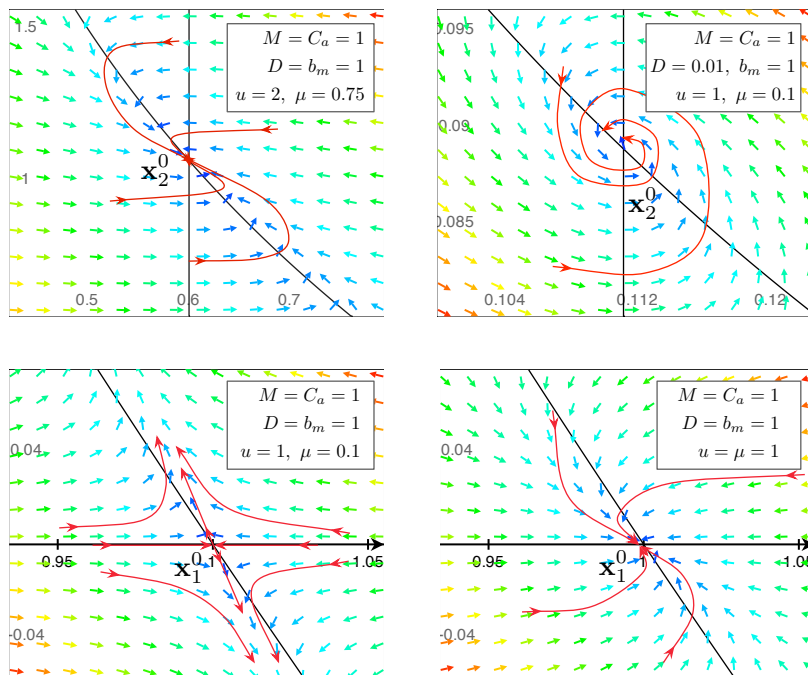 1.5
M = C_a = 1
D = b_m = 1
u = 2, μ = 0.75
x_2^0
1
0.5
0.6
0.7
0.095
M = C_a = 1
D = 0.01, b_m = 1
u = 1, μ = 0.1
0.09
x_2^0
0.085
0.104
0.112
0.12
M = C_a = 1
D = b_m = 1
u = 1, μ = 0.1
0.04
0.95
x_1^0
1
1.05
-0.04
M = C_a = 1
D = b_m = 1
u = μ = 1
0.04
0.95
x_1^0
1
-0.04